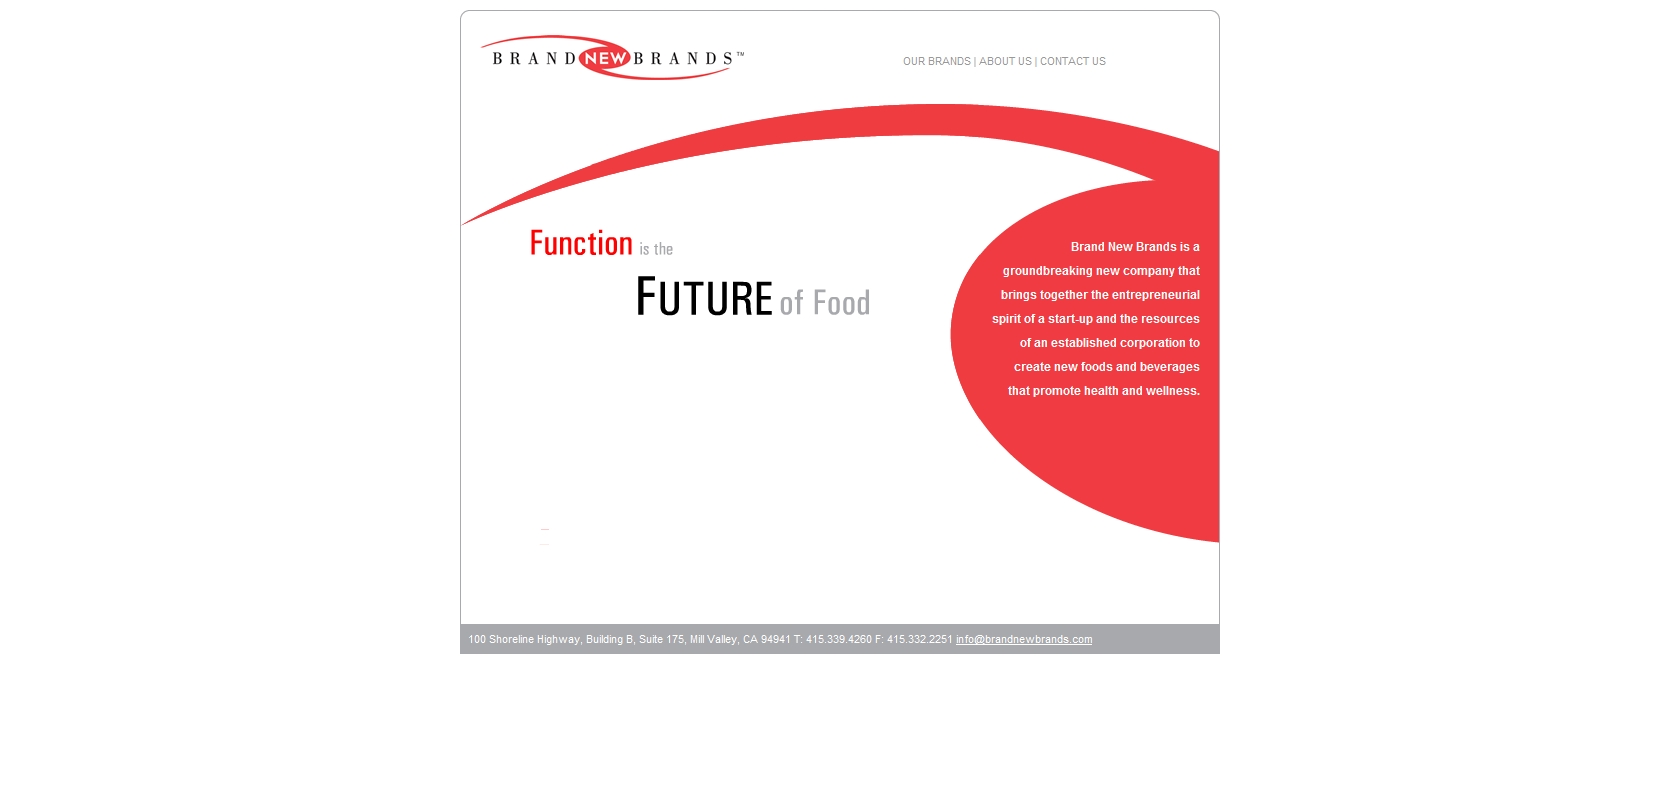 BRAND NEW BRANDS™
OUR BRANDS | ABOUT US | CONTACT US
Function is the
FUTURE of Food
Brand New Brands is a
groundbreaking new company that
brings together the entrepreneurial
spirit of a start-up and the resources
of an established corporation to
create new foods and beverages
that promote health and wellness.
100 Shoreline Highway, Building B, Suite 175, Mill Valley, CA 94941 T: 415.339.4260 F: 415.332.2251 info@brandnewbrands.com